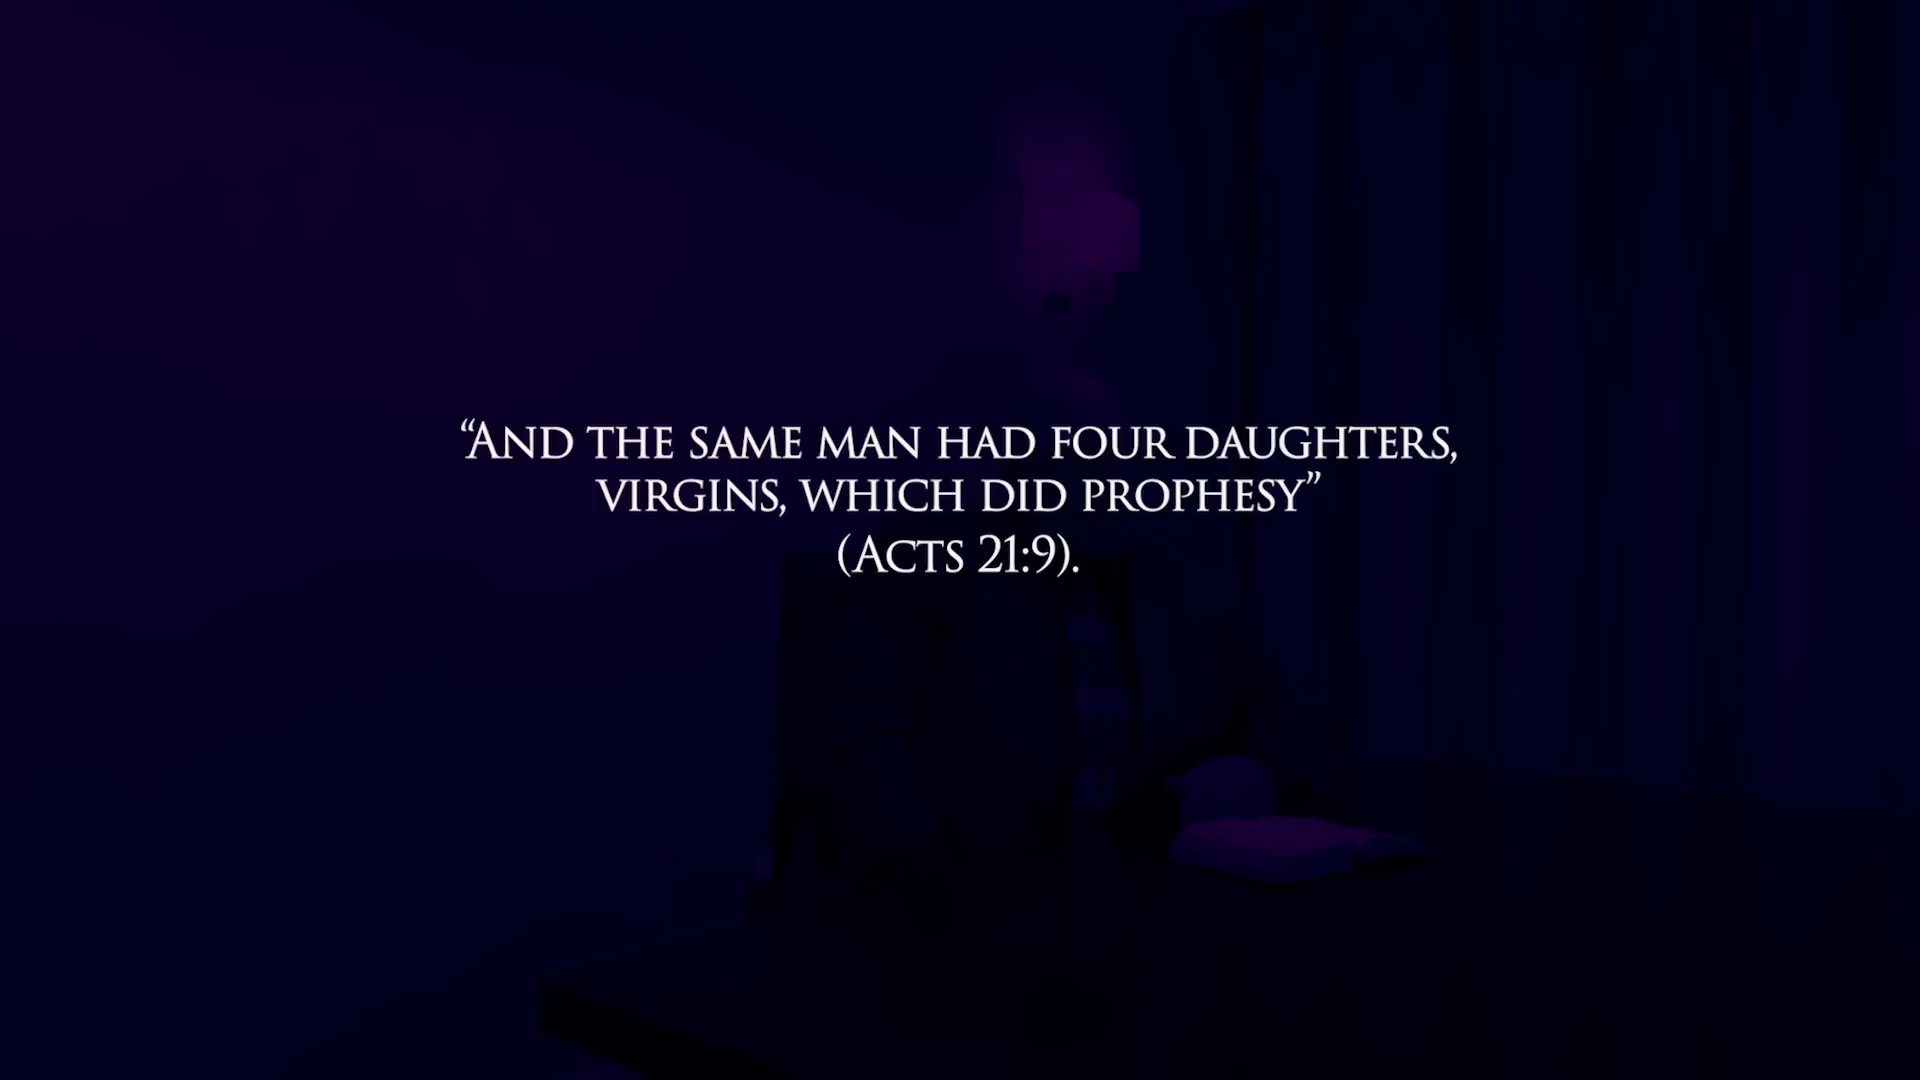 “And the same man had four daughters,
virgins, which did prophesy”
(Acts 21:9).